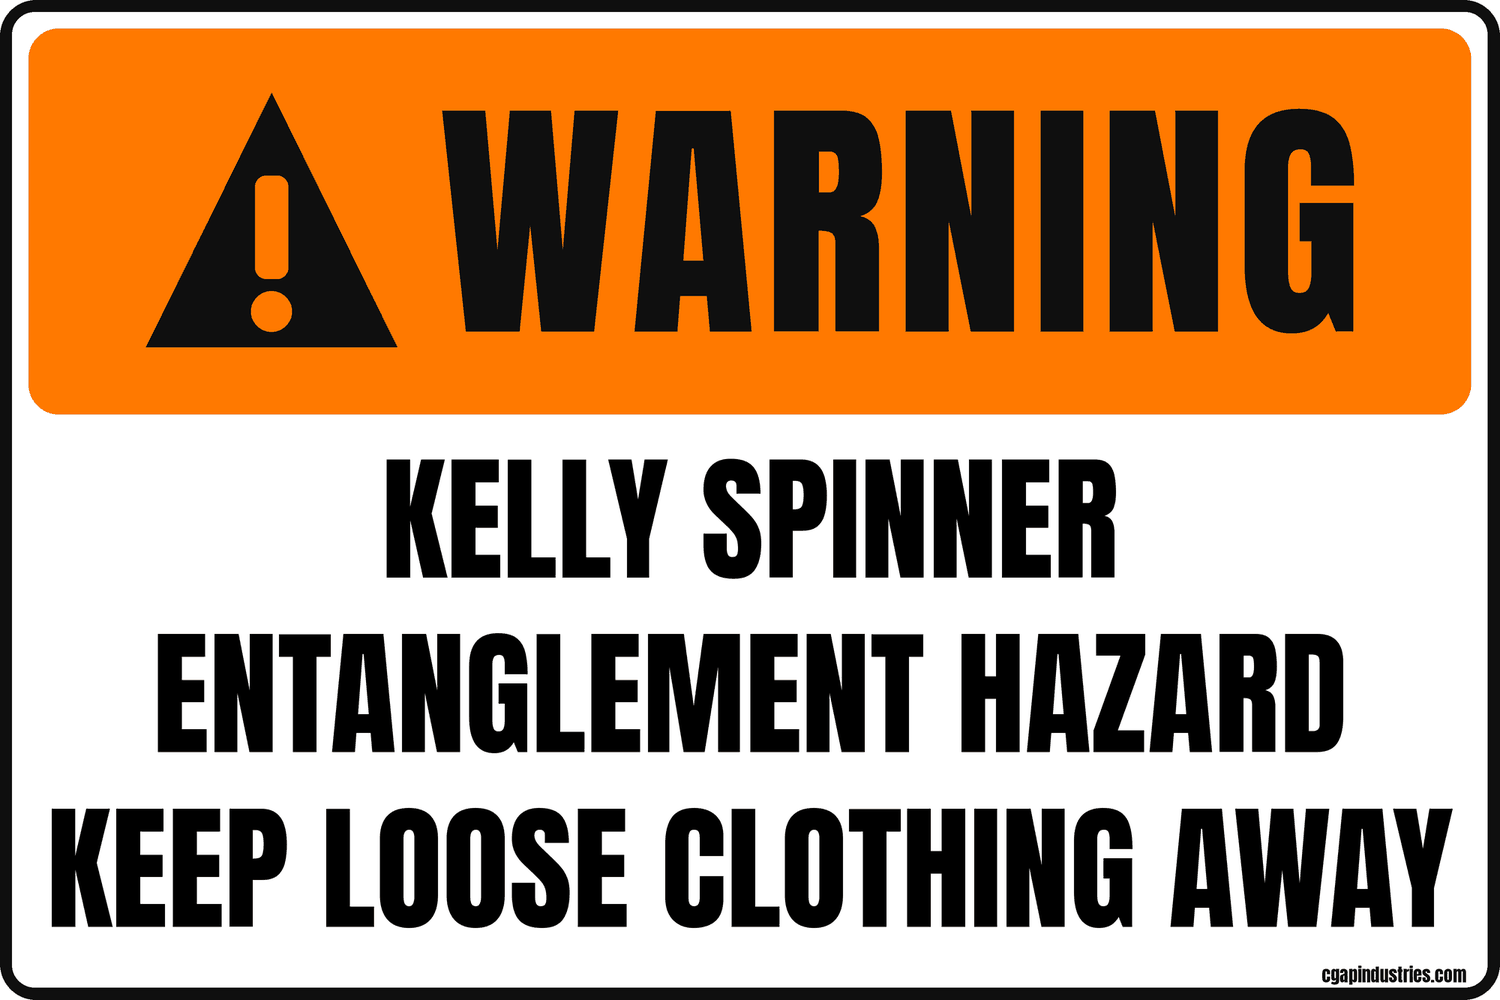 WARNING
KELLY SPINNER
ENTANGLEMENT HAZARD
KEEP LOOSE CLOTHING AWAY
cgapindustries.com